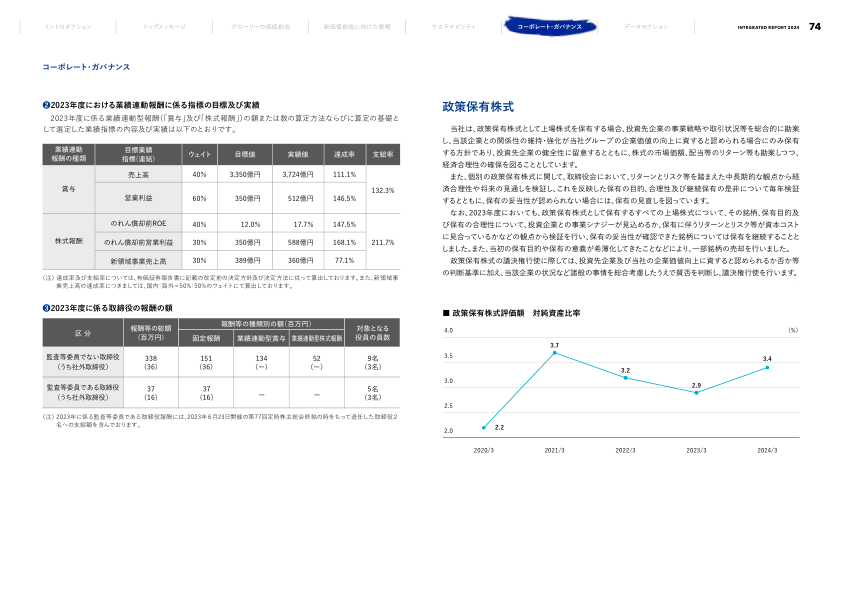 イントロダクション
トップメッセージ
グローリーの価値創造
新価値創造に向けた戦略
サステナビリティ
コーポレート・ガバナンス
データセクション
INTEGRATED REPORT 2024 74
コーポレート・ガバナンス
❷2023年度における業績連動報酬に係る指標の目標及び実績
2023年度に係る業績連動報酬(「賞与」及び「株式報酬」)の額または数の算定方法ならびに算定の基礎と
して選定した業績指標の内容及び実績は以下のとおりです。
業績連動報酬の種類 目標業績指標(連結) ウェイト 目標値 実績値 達成率 支給率
賞与 売上高 40% 3,350億円 3,724億円 111.1% 132.3%
営業利益 60% 350億円 512億円 146.5%
株式報酬 のれん償却前ROE 40% 12.0% 17.7% 147.5% 211.7%
のれん償却前営業利益 30% 350億円 588億円 168.1%
新領域事業売上高 30% 389億円 360億円 77.1%
(注) 達成率及び支給率については、有価証券報告書に記載の改定前の決定方針及び決定方法に従って算出しております。また、新領域事
業売上高の達成率につきましては、国内:海外=50%:50%のウェイトにて算出しております。
❸2023年度に係る取締役の報酬の額
区 分 報酬等の総額(百万円) 報酬等の種類別の額(百万円) 対象となる役員の員数
固定報酬 業績連動型賞与 業績連動型株式報酬
監査等委員でない取締役 338 151 134 52 9名
(うち社外取締役) (36) (36) (ー) (ー) (3名)
監査等委員である取締役 37 37 ー ー 5名
(うち社外取締役) (16) (16) (3名)
(注) 2023年に係る監査等委員である取締役報酬には、2023年6月23日開催の第77回定時株主総会終結の時をもって退任した取締役2
名への支給額を含んでおります。
政策保有株式
当社は、政策保有株式として上場株式を保有する場合、投資先企業の事業戦略や取引状況等を総合的に勘案
し、当該企業との関係性の維持・強化が当社グループの企業価値の向上に資すると認められる場合にのみ保有
する方針であり、投資先企業の健全性に留意するとともに、株式の市場価額、配当等のリターン等も勘案しつつ、
経済合理性の確保を図ることとしています。
また、個別の政策保有株式に関して、取締役会において、リターンとリスク等を踏まえた中長期的な観点から経
済合理性や将来の見通しを検証し、これを反映した保有の目的、合理性及び継続保有の是非について毎年検証
するとともに、保有の妥当性が認められない場合には、保有の見直しを図っています。
なお、2023年度においても、政策保有株式として保有するすべての上場株式について、その銘柄、保有目的及
び保有の合理性について、投資企業との事業シナジーが見込めるか、保有に伴うリターンとリスク等が資本コスト
に見合っているかなどの観点から検証を行い、保有の妥当性が確認できた銘柄については保有を継続することと
しました。また、当初の保有目的や保有の意義が希薄化してきたことなどにより、一部銘柄の売却を行いました。
政策保有株式の議決権行使に際しては、投資先企業及び当社の企業価値向上に資すると認められるか否か等
の判断基準に加え、当該企業の状況など諸般の事情を総合考慮したうえで賛否を判断し、議決権行使を行います。
■ 政策保有株式評価額 対純資産比率
(%)
4.0
3.5
3.0
2.5
2.0
2.2
3.7
3.2
2.9
3.4
2020/3 2021/3 2022/3 2023/3 2024/3